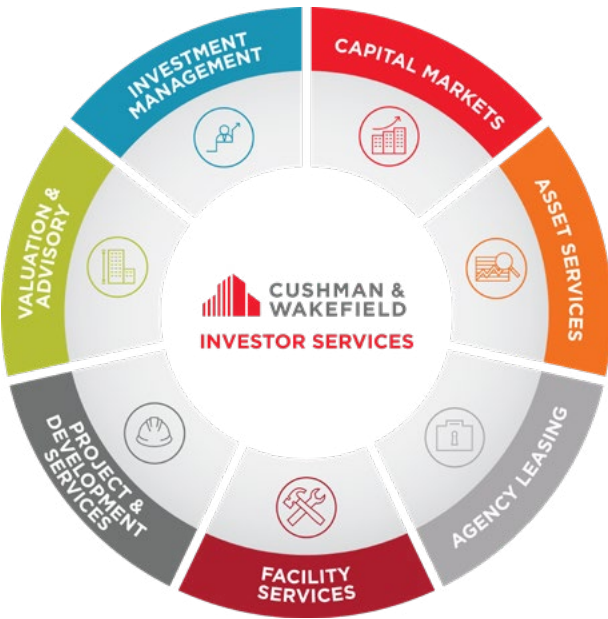 INVESTMENT
MANAGEMENT
CAPITAL MARKETS
ASSET SERVICES
AGENCY LEASING
FACILITY
SERVICES
PROJECT &
DEVELOPMENT
SERVICES
VALUATION &
ADVISORY
CUSHMAN &
WAKEFIELD
INVESTOR SERVICES